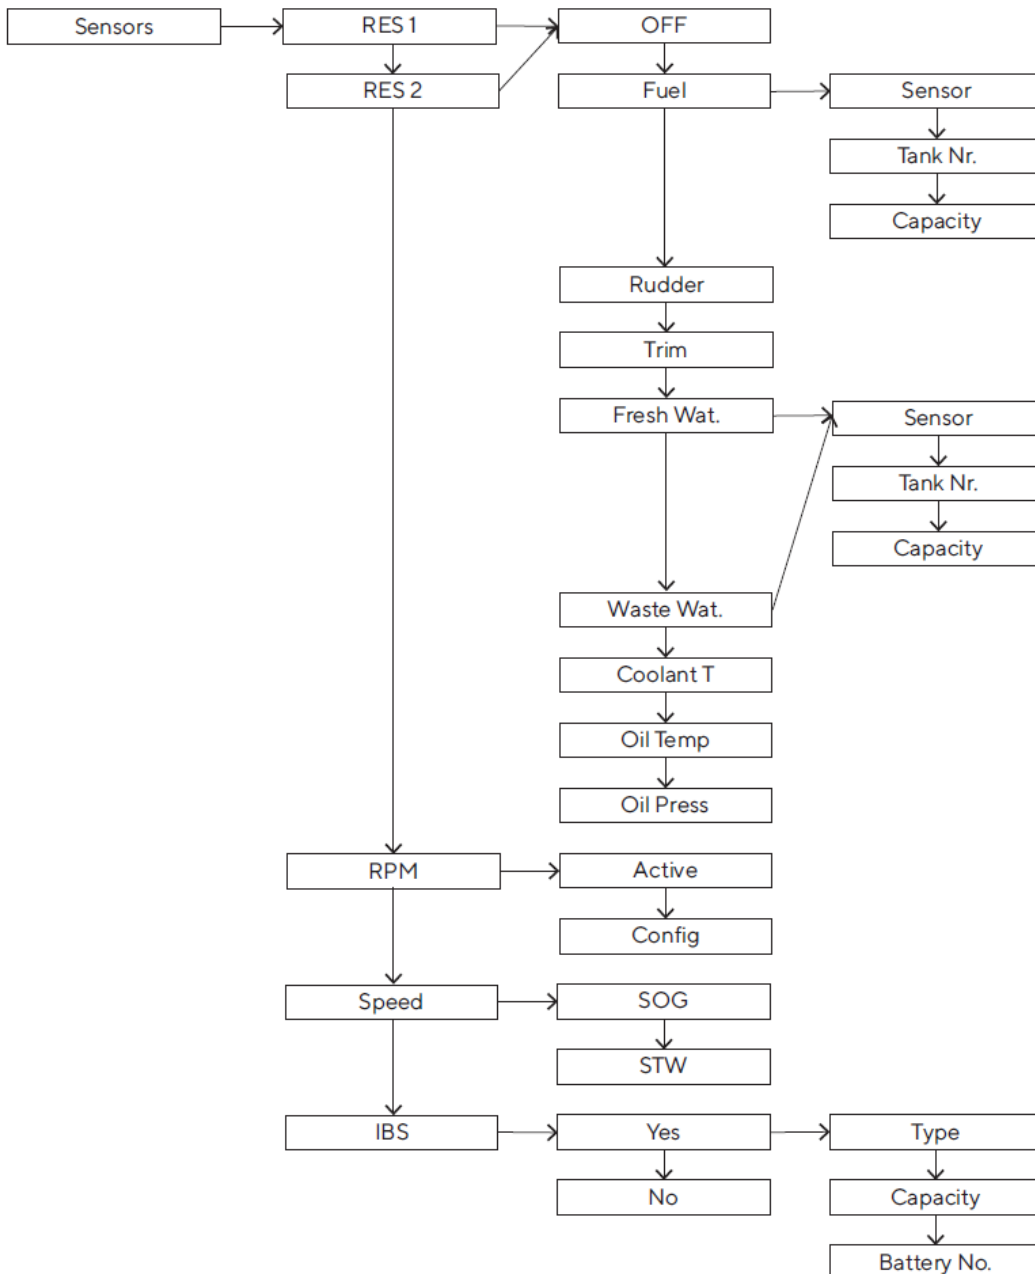 Sensors
RES 1
OFF
RES 2
Fuel
Sensor
Tank Nr.
Capacity
Rudder
Trim
Fresh Wat.
Sensor
Tank Nr.
Capacity
Waste Wat.
Coolant T
Oil Temp
Oil Press
RPM
Active
Config
Speed
SOG
STW
IBS
Yes
Type
No
Capacity
Battery No.